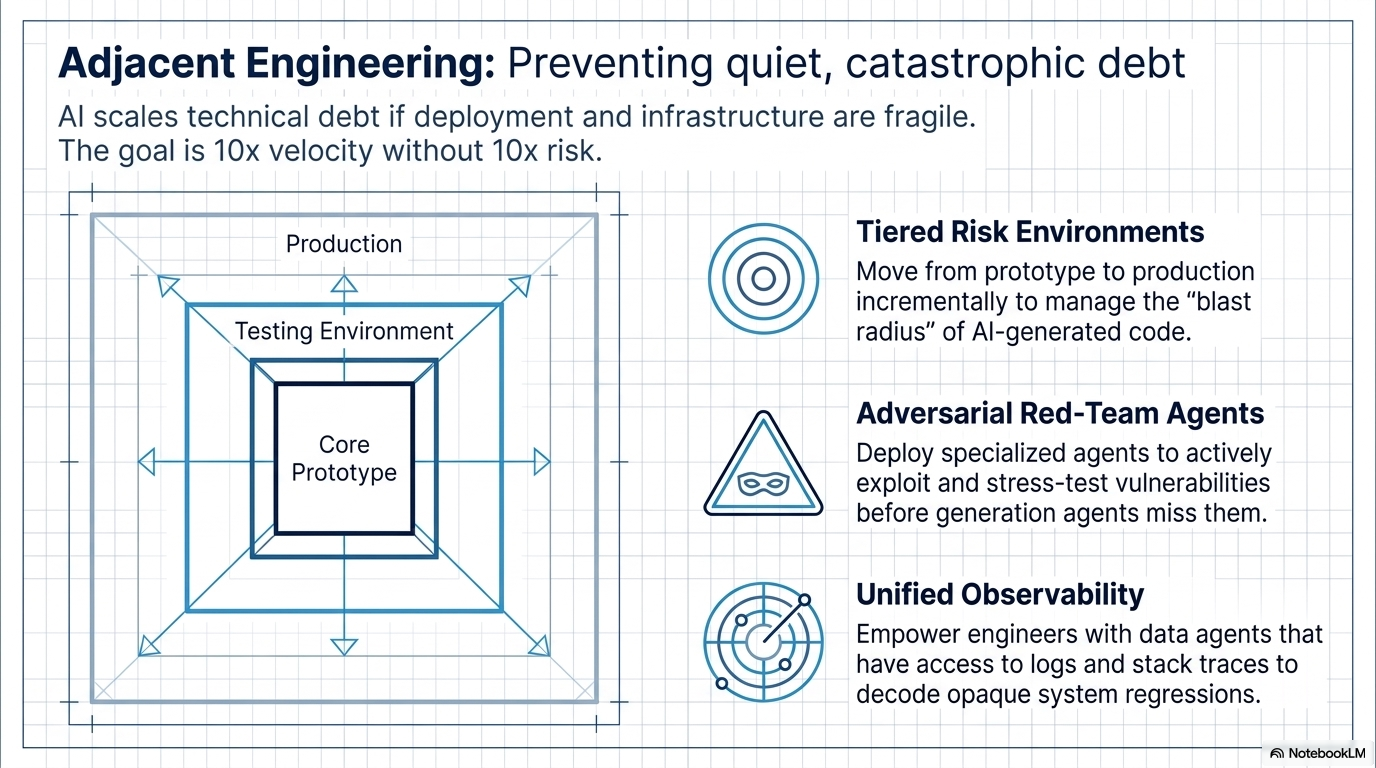 Adjacent Engineering: Preventing quiet, catastrophic debt
AI scales technical debt if deployment and infrastructure are fragile.
The goal is 10x velocity without 10x risk.
Production
Testing Environment
Core
Prototype
Tiered Risk Environments
Move from prototype to production
incrementally to manage the “blast
radius” of AI-generated code.
Adversarial Red-Team Agents
Deploy specialized agents to actively
exploit and stress-test vulnerabilities
before generation agents miss them.
Unified Observability
Empower engineers with data agents that
have access to logs and stack traces to
decode opaque system regressions.
NotebookLM